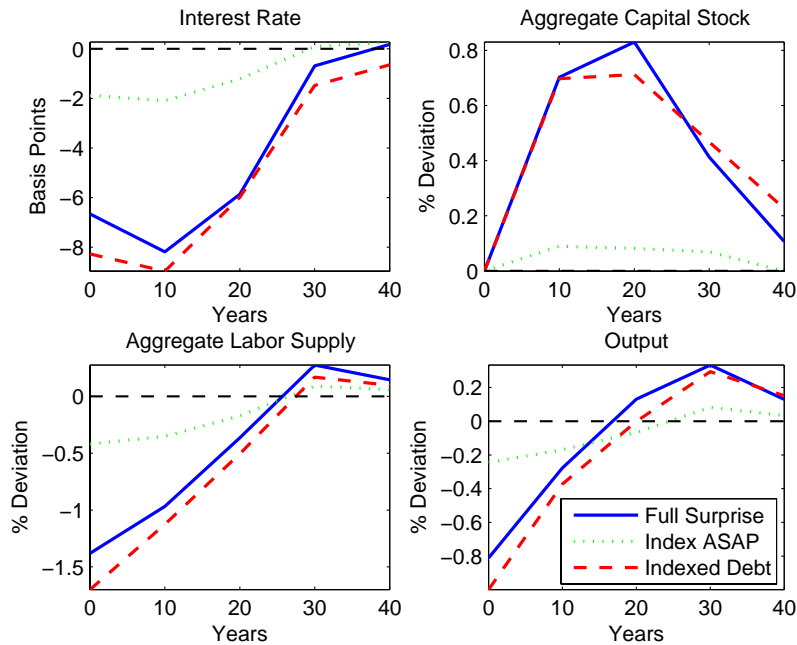 Interest Rate
Basis Points
0
−2
−4
−6
−8
0 10 20 30 40
Years
Aggregate Capital Stock
% Deviation
0.8
0.6
0.4
0.2
0
0 10 20 30 40
Years
Aggregate Labor Supply
% Deviation
0
−0.5
−1
−1.5
0 10 20 30 40
Years
Output
% Deviation
0.2
0
−0.2
−0.4
−0.6
−0.8
0 10 20 30 40
Years
Full Surprise
Index ASAP
Indexed Debt